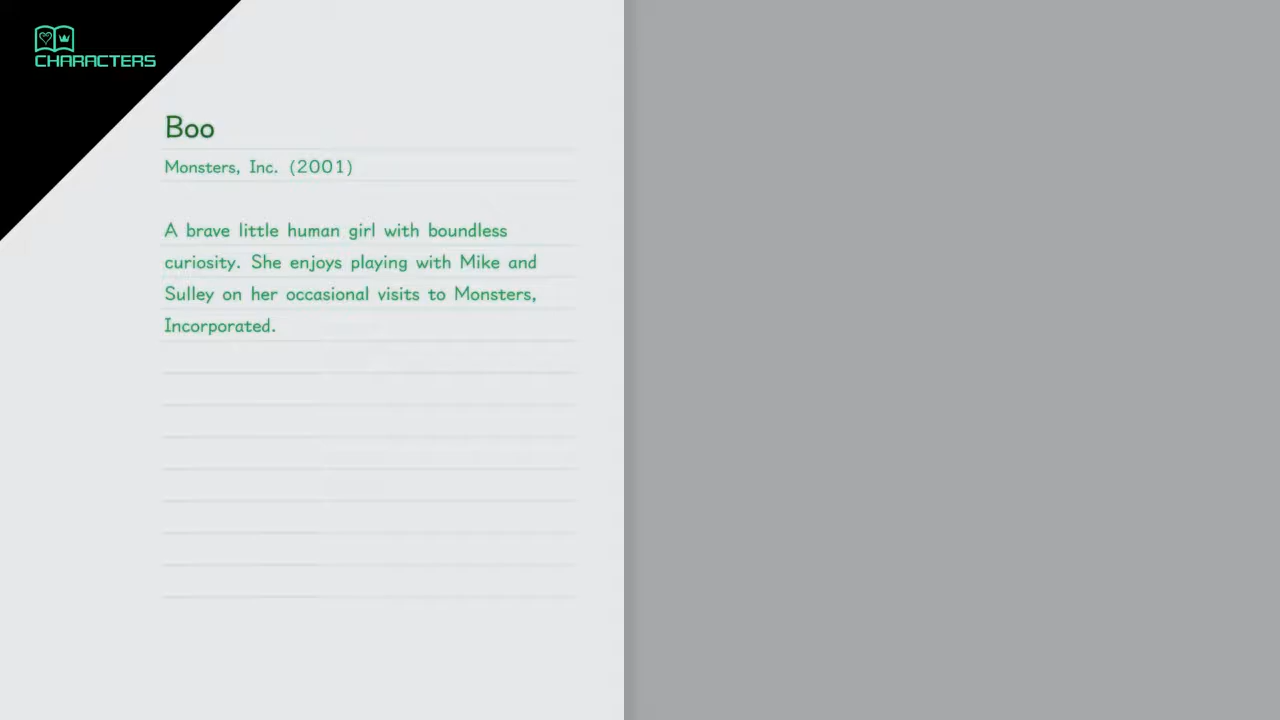 CHARACTERS
Boo
Monsters, Inc. (2001)
A brave little human girl with boundless
curiosity. She enjoys playing with Mike and
Sulley on her occasional visits to Monsters,
Incorporated.